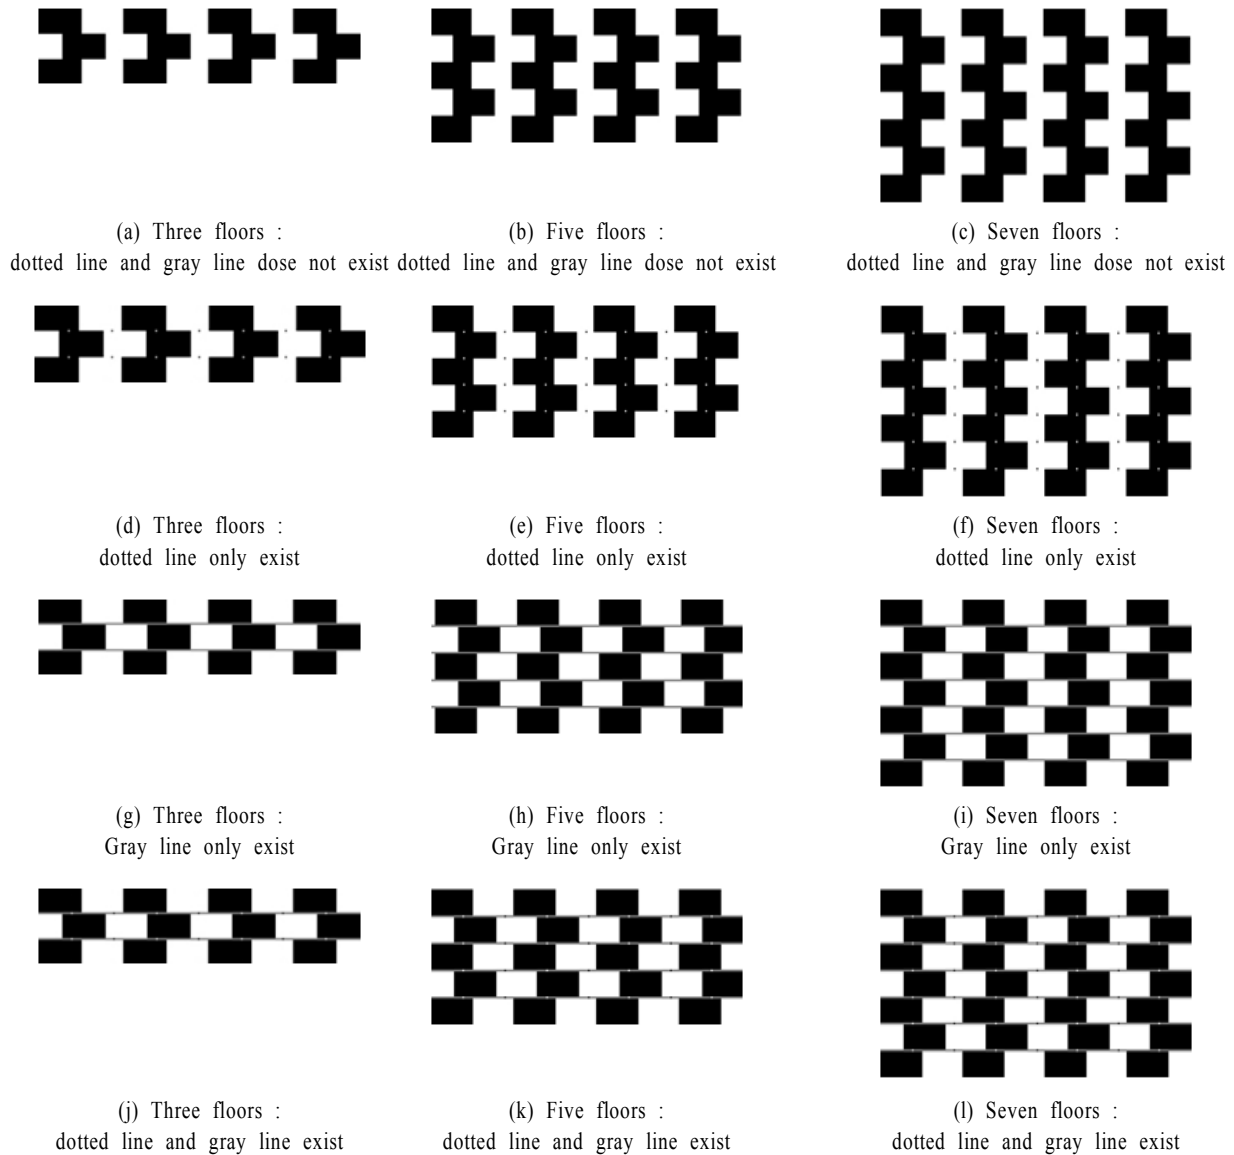 (a) Three floors :
dotted line and gray line dose not exist
(b) Five floors :
dotted line and gray line dose not exist
(c) Seven floors :
dotted line and gray line dose not exist
(d) Three floors :
dotted line only exist
(e) Five floors :
dotted line only exist
(f) Seven floors :
dotted line only exist
(g) Three floors :
Gray line only exist
(h) Five floors :
Gray line only exist
(i) Seven floors :
Gray line only exist
(j) Three floors :
dotted line and gray line exist
(k) Five floors :
dotted line and gray line exist
(l) Seven floors :
dotted line and gray line exist